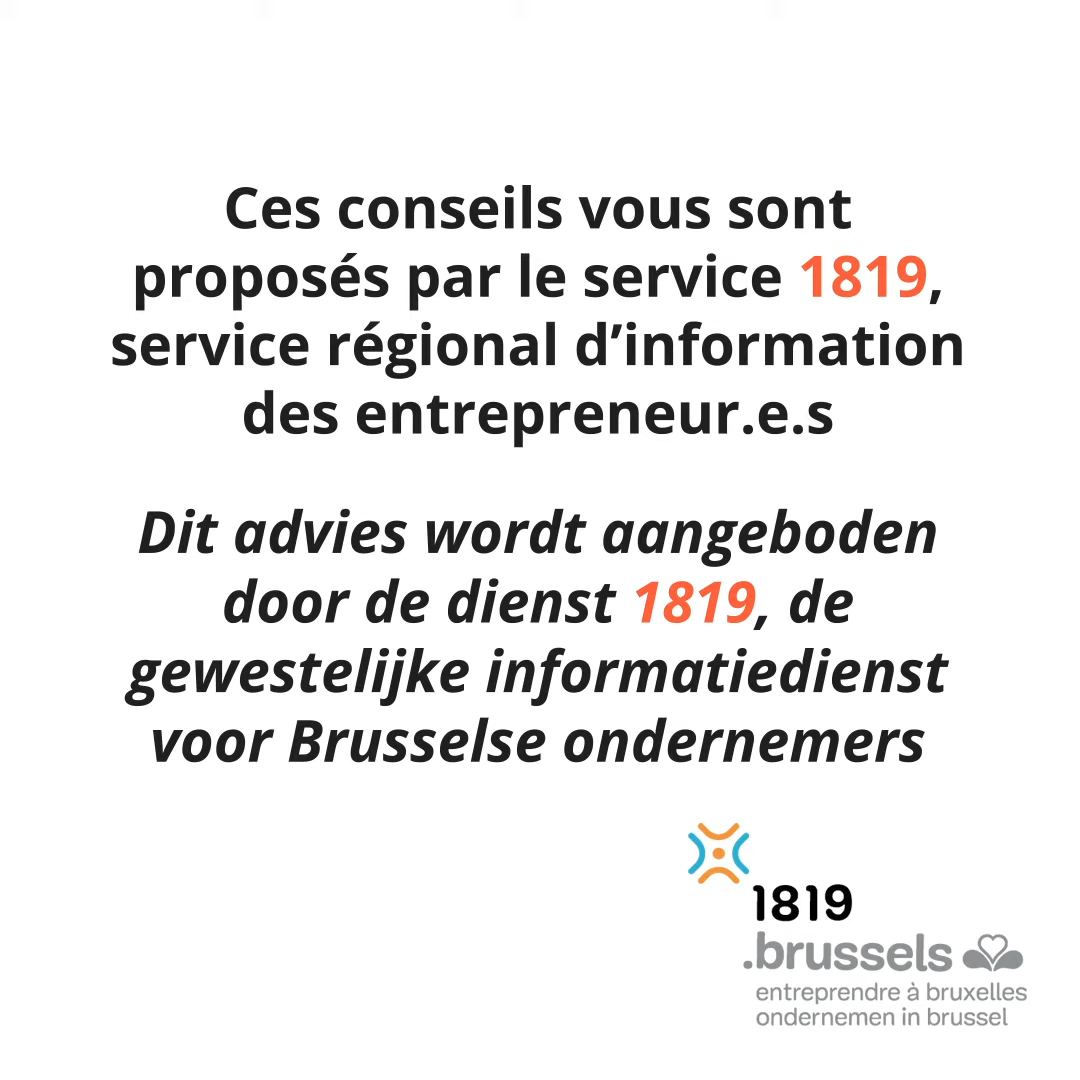 Ces conseils vous sont
proposés par le service 1819,
service régional d’information
des entrepreneur.e.s
Dit advies wordt aangeboden
door de dienst 1819, de
gewestelijke informatiedienst
voor Brusselse ondernemers
1819
.brussels
entreprendre à bruxelles
ondernemen in brussel